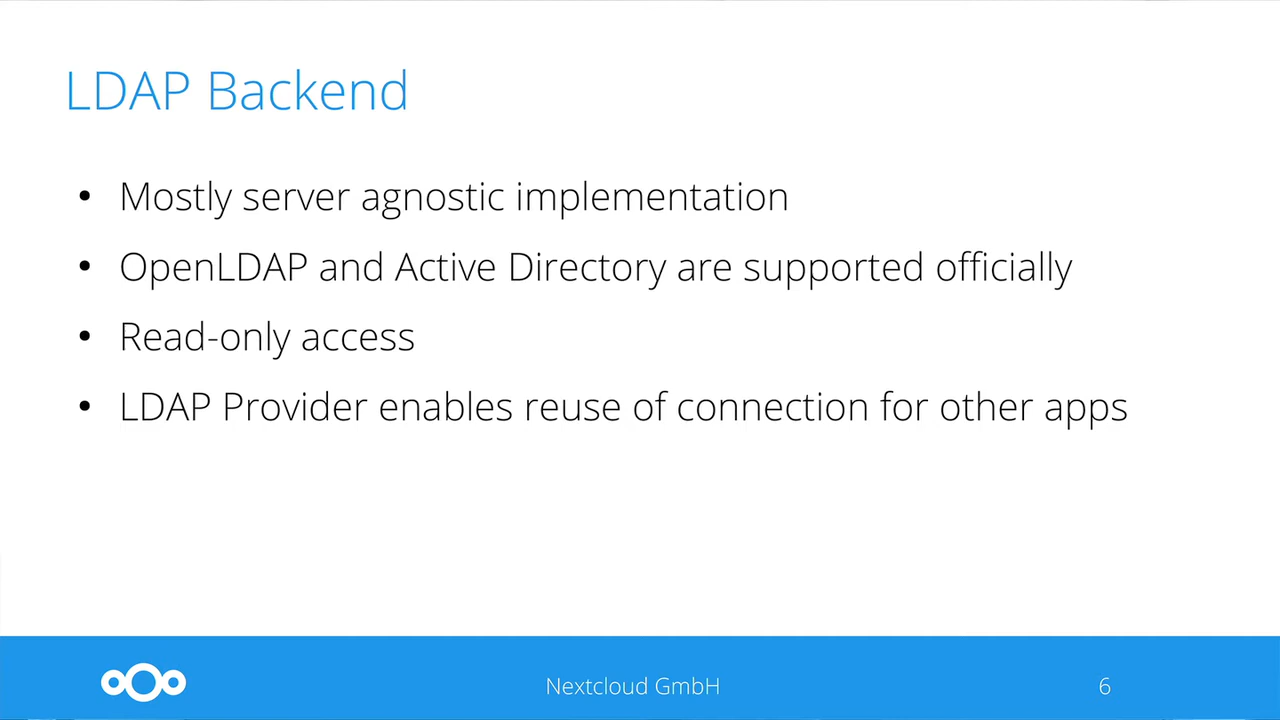 LDAP Backend
• Mostly server agnostic implementation
• OpenLDAP and Active Directory are supported officially
• Read-only access
• LDAP Provider enables reuse of connection for other apps
Nextcloud GmbH
6